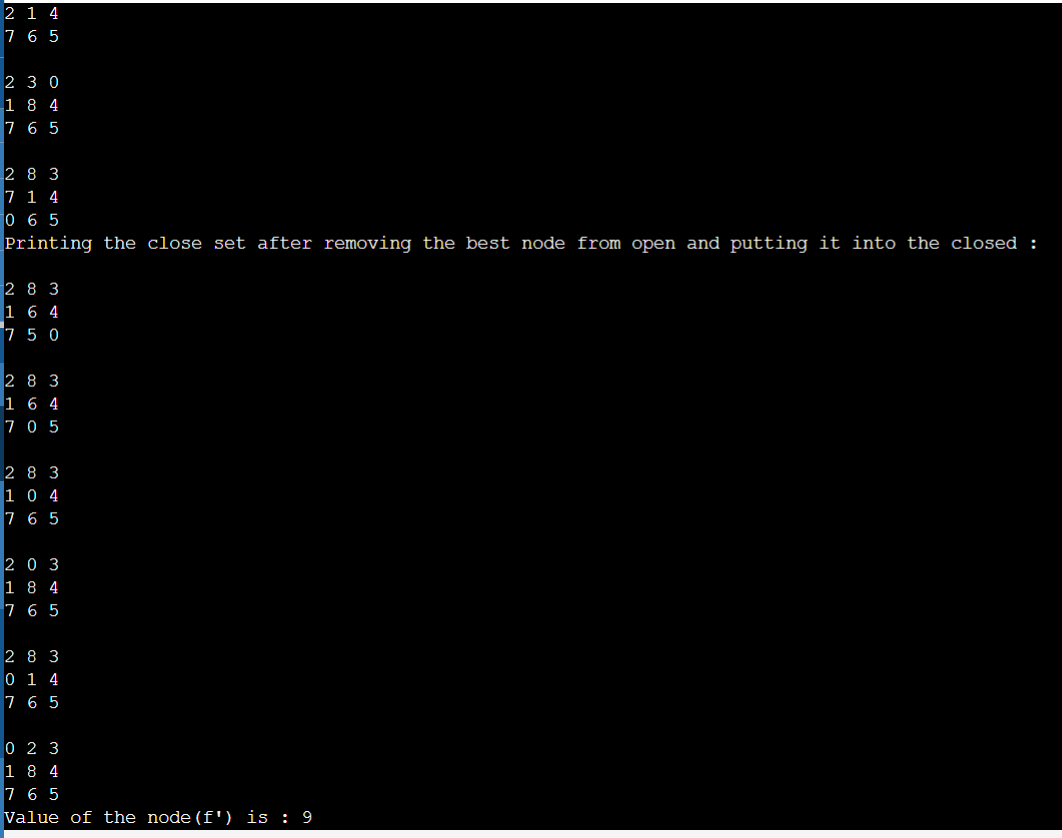 2 1 4
7 6 5
2 3 0
1 8 4
7 6 5
2 8 3
7 1 4
0 6 5
Printing the close set after removing the best node from open and putting it into the closed :
2 8 3
1 6 4
7 5 0
2 8 3
1 6 4
7 0 5
2 8 3
1 0 4
7 6 5
2 0 3
1 8 4
7 6 5
2 8 3
0 1 4
7 6 5
0 2 3
1 8 4
7 6 5
Value of the node(f') is : 9